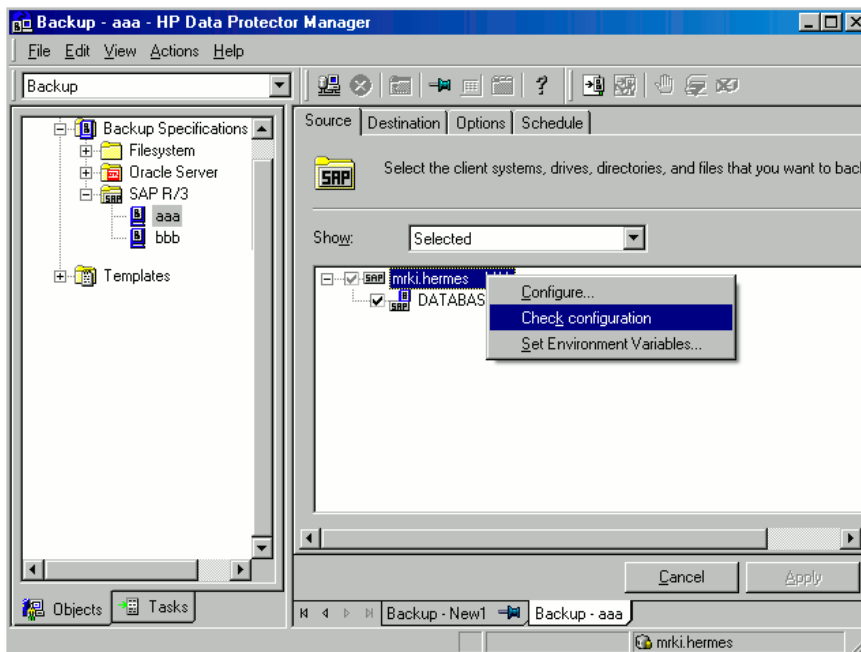 Backup - aaa - HP Data Protector Manager
File Edit View Actions Help
Backup
Backup Specifications
Filesystem
Oracle Server
SAP R/3
aaa
bbb
Templates
Objects Tasks
Source Destination Options Schedule
SAP
Select the client systems, drives, directories, and files that you want to bac
Show: Selected
SAP mrki.hermes
DATABAS
Configure...
Check configuration
Set Environment Variables...
Cancel Apply
Backup - New1 Backup - aaa
mrki.hermes